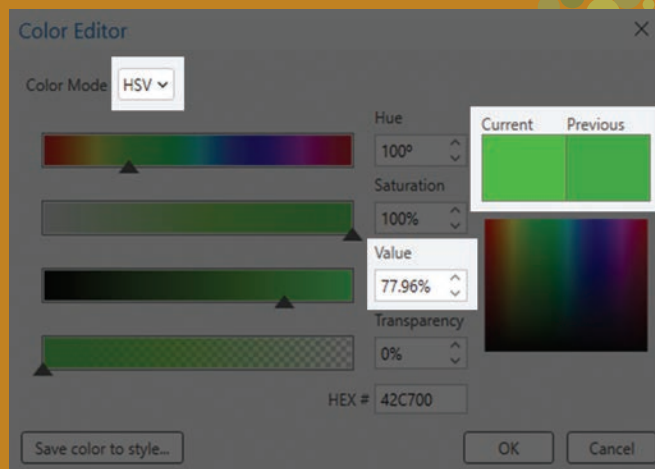 Color Editor
Color Mode HSV
Hue
100º
Saturation
100%
Value
77.96%
Transparency
0%
HEX # 42C700
Current Previous
Save color to style...
OK Cancel